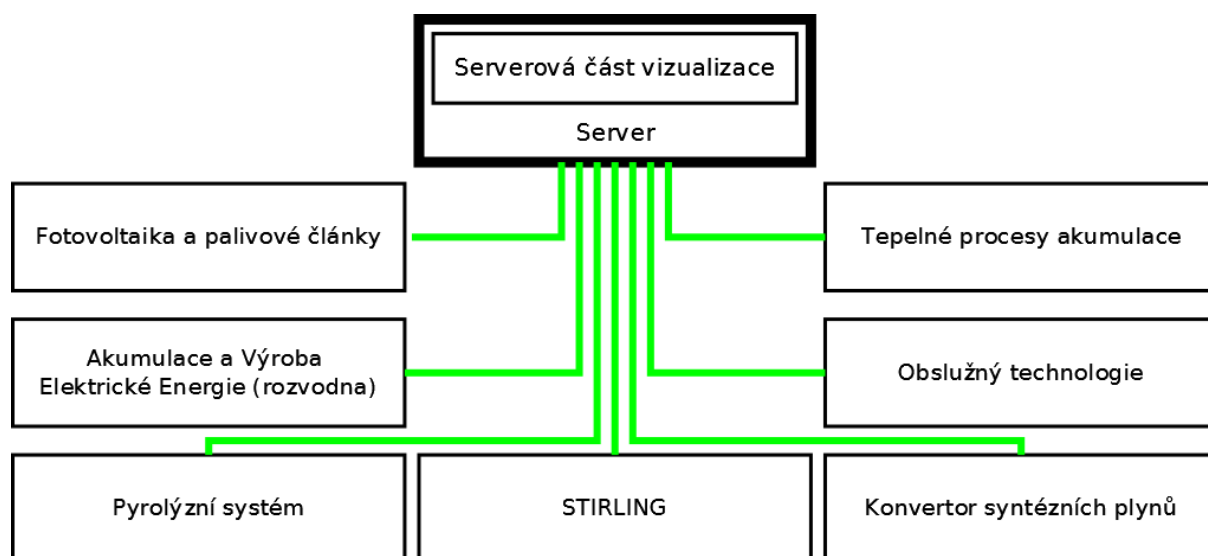 Serverová část vizualizace
Server
Fotovoltaika a palivové články
Tepelné procesy akumulace
Akumulace a Výroba
Elektrické Energie (rozvodna)
Obslužný technologie
Pyrolýzní systém
STIRLING
Konvertor syntézních plynů